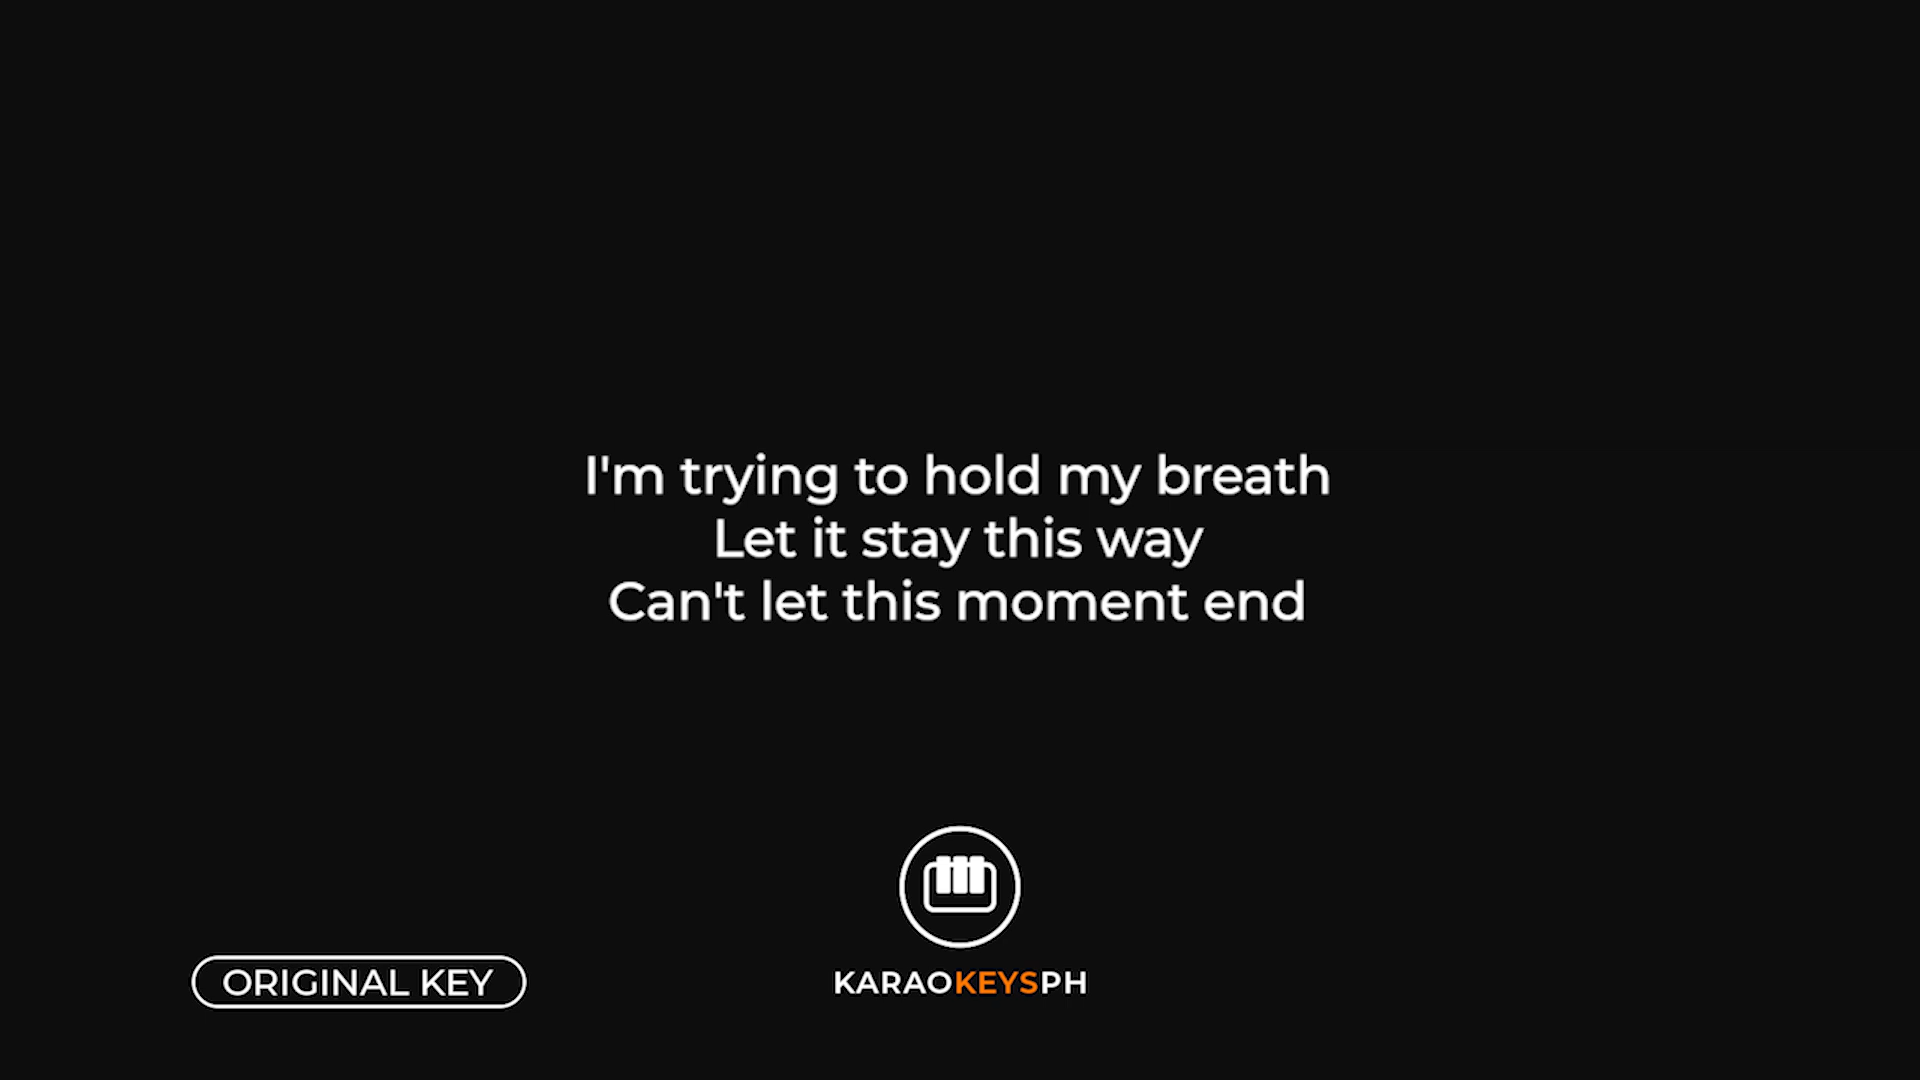 I'm trying to hold my breath
Let it stay this way
Can't let this moment end
ORIGINAL KEY
KARAOKEYSPH